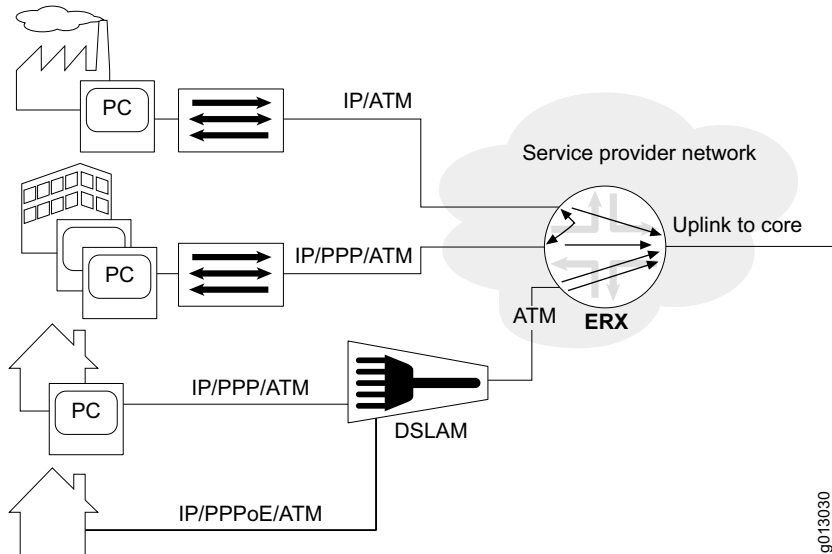 PC
IP/ATM
Service provider network
PC
IP/PPP/ATM
Uplink to core
ATM
ERX
PC
IP/PPP/ATM
DSLAM
IP/PPPoE/ATM
g013030